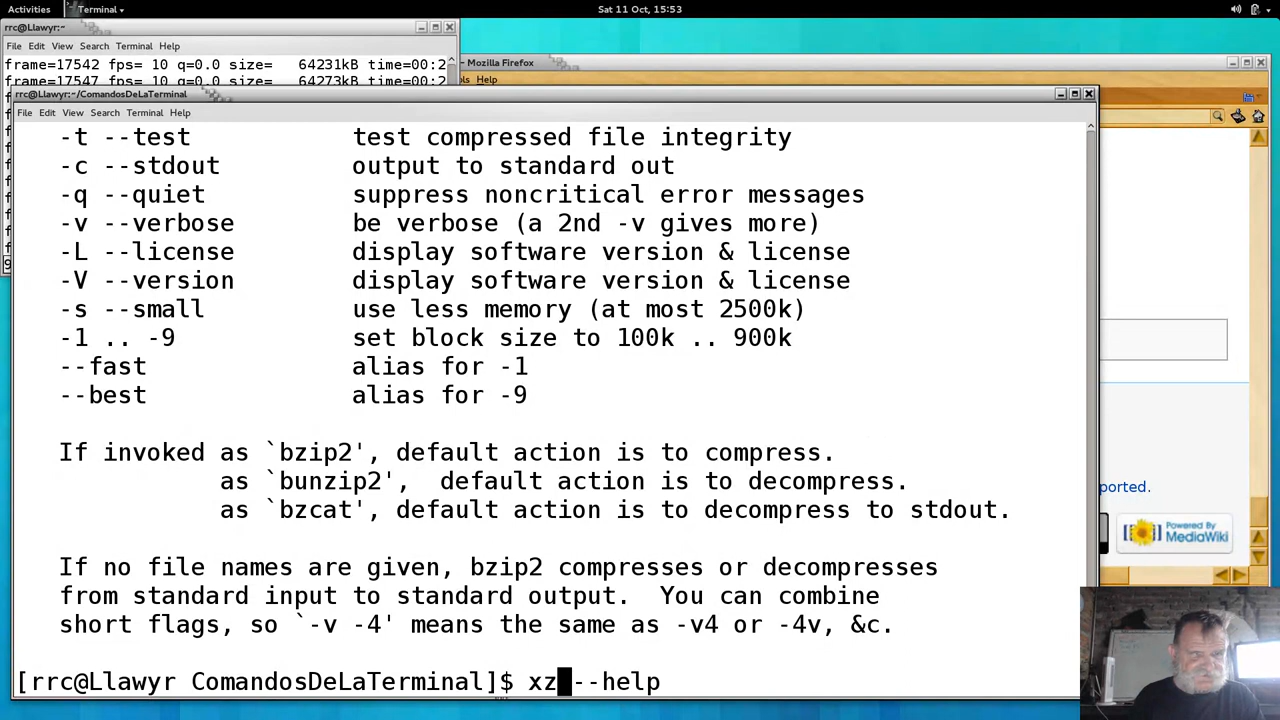 Activities Terminal Sat 11 Oct, 15:53
rrc@Llawyr:~
File Edit View Search Terminal Help
frame=17542 fps= 10 q=0.0 size=   64231kB time=00:2
frame=17547 fps= 10 q=0.0 size=   64273kB time=00:2
- Mozilla Firefox
Help
rrc@Llawyr:~/ComandosDeLaTerminal
File Edit View Search Terminal Help
-t --test           test compressed file integrity
-c --stdout         output to standard out
-q --quiet          suppress noncritical error messages
-v --verbose        be verbose (a 2nd -v gives more)
-L --license        display software version & license
-V --version        display software version & license
-s --small          use less memory (at most 2500k)
-1 .. -9            set block size to 100k .. 900k
--fast              alias for -1
--best              alias for -9
If invoked as `bzip2', default action is to compress.
as `bunzip2',  default action is to decompress.
as `bzcat', default action is to decompress to stdout.
If no file names are given, bzip2 compresses or decompresses
from standard input to standard output.  You can combine
short flags, so `-v -4' means the same as -v4 or -4v, &c.
[rrc@Llawyr ComandosDeLaTerminal]$ xz --help
ported.
Powered By
MediaWiki